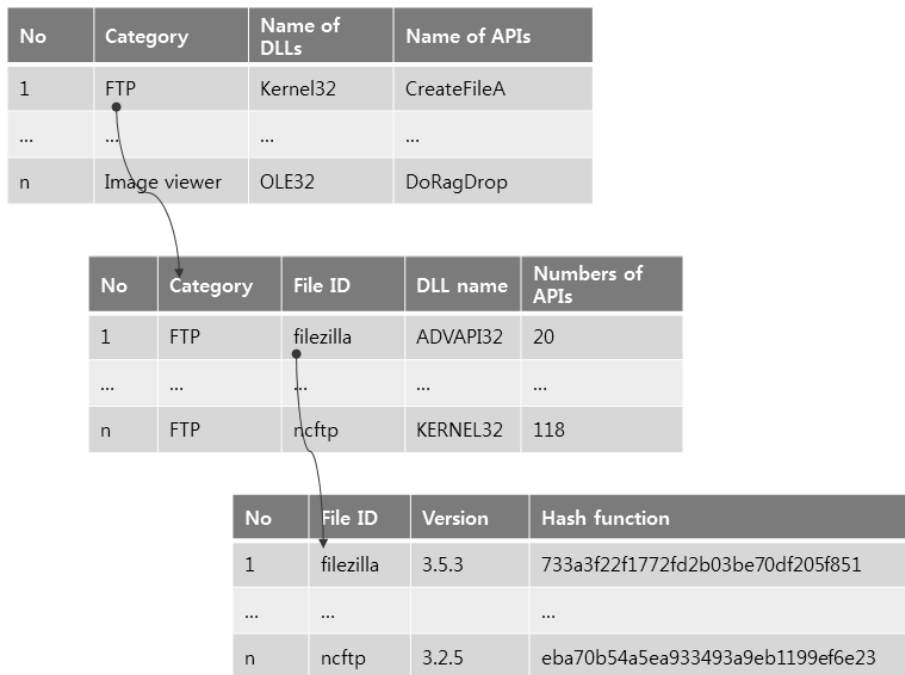 No Category Name of DLLs Name of APIs
1 FTP Kernel32 CreateFileA
... ... ... ...
n Image viewer OLE32 DoRagDrop
No Category File ID DLL name Numbers of APIs
1 FTP filezilla ADVAPI32 20
... ... ... ... ...
n FTP ncftp KERNEL32 118
No File ID Version Hash function
1 filezilla 3.5.3 733a3f22f1772fd2b03be70df205f851
... ... ...
n ncftp 3.2.5 eba70b54a5ea933493a9eb1199ef6e23